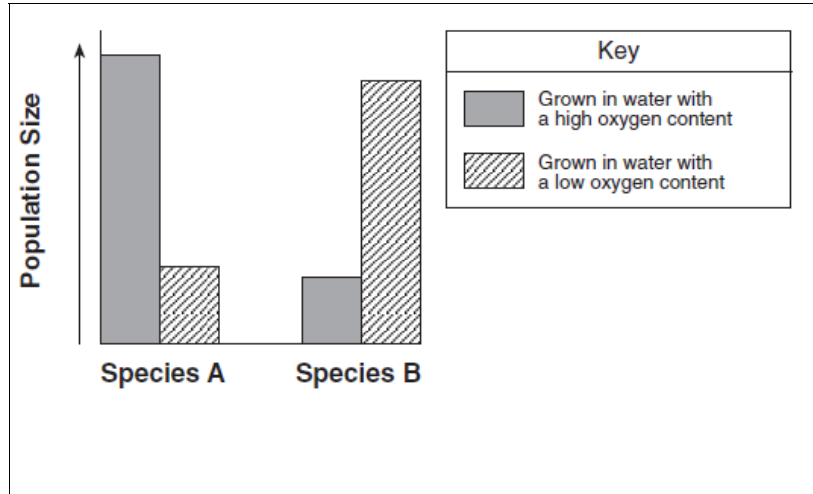 Population Size
Species A
Species B
Key
Grown in water with
a high oxygen content
Grown in water with
a low oxygen content